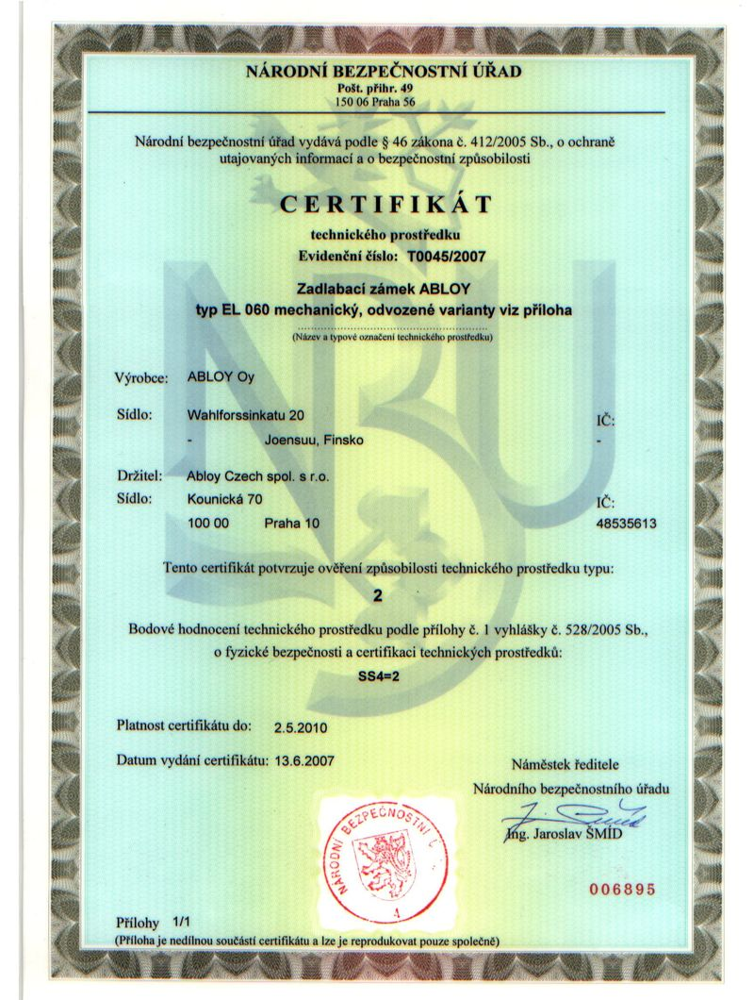 NÁRODNÍ BEZPEČNOSTNÍ ÚŘAD
Pošt. přihr. 49
150 06 Praha 56
Národní bezpečnostní úřad vydává podle § 46 zákona č. 412/2005 Sb., o ochraně
utajovaných informací a o bezpečnostní způsobilosti
CERTIFIKÁT
technického prostředku
Evidenční číslo: T0045/2007
Zadlabací zámek ABLOY
typ EL 060 mechanický, odvozené varianty viz příloha
(Název a typové označení technického prostředku)
Výrobce: ABLOY Oy
Sídlo: Wahlforssinkatu 20 IČ:
- Joensuu, Finsko -
Držitel: Abloy Czech spol. s r.o.
Sídlo: Kounická 70 IČ:
100 00 Praha 10 48535613
Tento certifikát potvrzuje ověření způsobilosti technického prostředku typu:
2
Bodové hodnocení technického prostředku podle přílohy č. 1 vyhlášky č. 528/2005 Sb.,
o fyzické bezpečnosti a certifikaci technických prostředků:
SS4=2
Platnost certifikátu do: 2.5.2010
Datum vydání certifikátu: 13.6.2007
Náměstek ředitele
Národního bezpečnostního úřadu
Ing. Jaroslav ŠMÍD
NÁRODNÍ BEZPEČNOSTNÍ Ú
4
006895
Přílohy 1/1
(Příloha je nedílnou součástí certifikátu a lze je reprodukovat pouze společně)
NBÚ